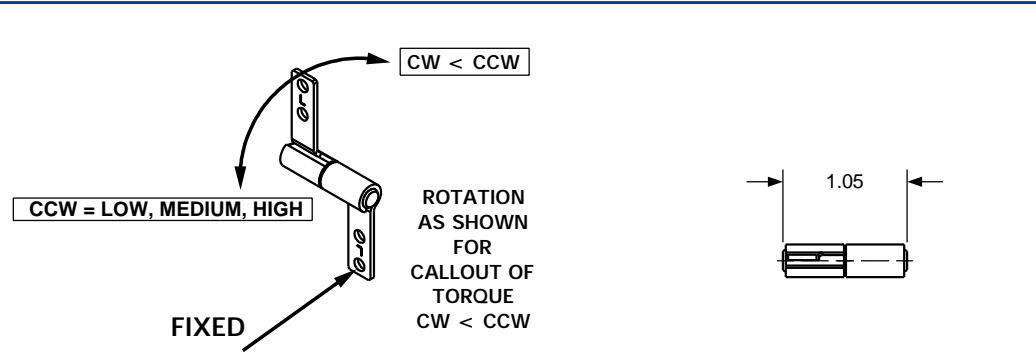 CW < CCW
CCW = LOW, MEDIUM, HIGH
ROTATION
AS SHOWN
FOR
CALLOUT OF
TORQUE
CW < CCW
FIXED
1.05